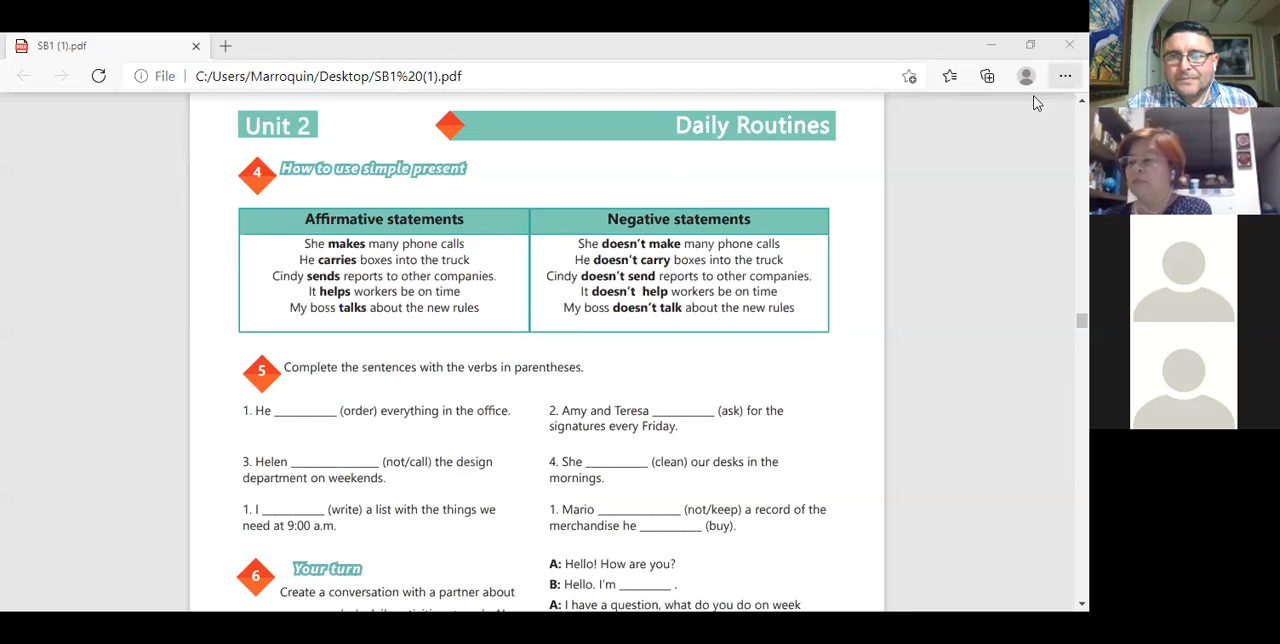 SB1 (1).pdf
File
C:/Users/Marroquin/Desktop/SB1%20(1).pdf
Unit 2
Daily Routines
4
How to use simple present
Affirmative statements
She makes many phone calls
He carries boxes into the truck
Cindy sends reports to other companies.
It helps workers be on time
My boss talks about the new rules
Negative statements
She doesn't make many phone calls
He doesn't carry boxes into the truck
Cindy doesn't send reports to other companies.
It doesn't help workers be on time
My boss doesn't talk about the new rules
5
Complete the sentences with the verbs in parentheses.
1. He __________ (order) everything in the office.
2. Amy and Teresa __________ (ask) for the
signatures every Friday.
3. Helen ______________ (not/call) the design
department on weekends.
4. She __________ (clean) our desks in the
mornings.
1. I __________ (write) a list with the things we
need at 9:00 a.m.
1. Mario _____________ (not/keep) a record of the
merchandise he __________ (buy).
6
Your turn
Create a conversation with a partner about
A: Hello! How are you?
B: Hello. I'm ________ .
A: I have a question, what do you do on week